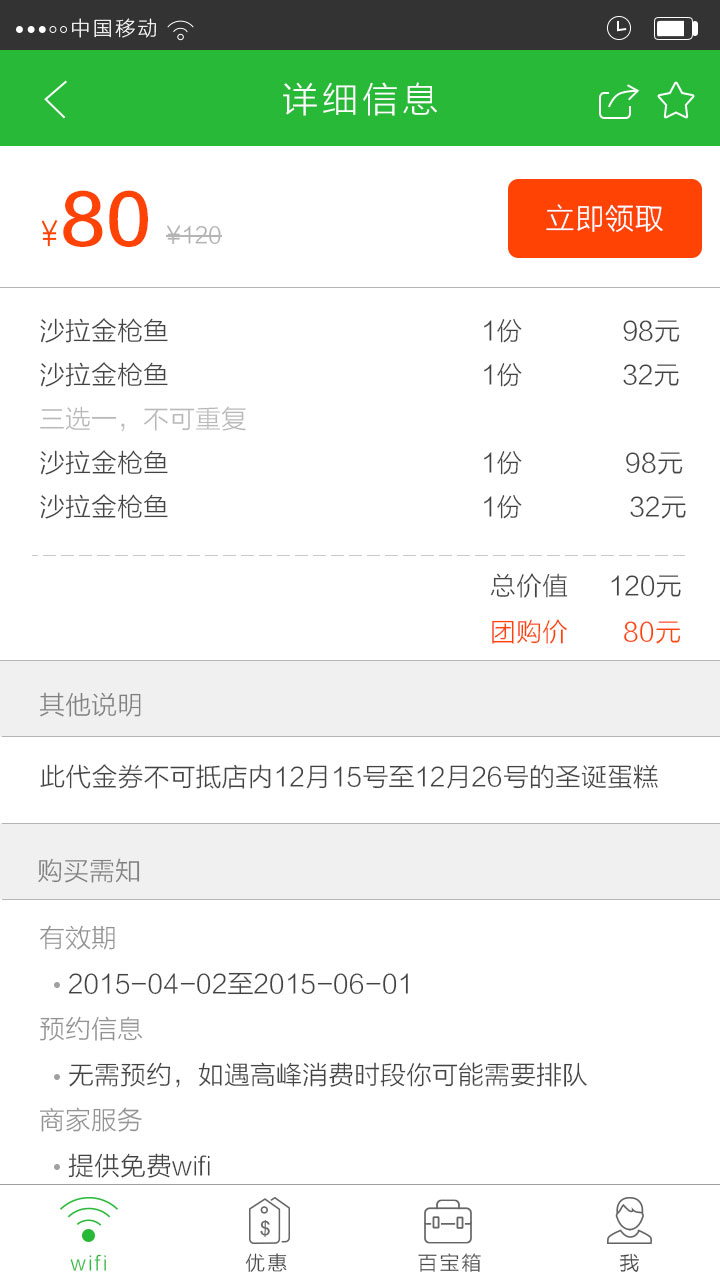 中国移动
详细信息
¥80 ¥120
立即领取
沙拉金枪鱼 1份 98元
沙拉金枪鱼 1份 32元
三选一，不可重复
沙拉金枪鱼 1份 98元
沙拉金枪鱼 1份 32元
总价值 120元
团购价 80元
其他说明
此代金券不可抵店内12月15号至12月26号的圣诞蛋糕
购买需知
有效期
•2015-04-02至2015-06-01
预约信息
•无需预约，如遇高峰消费时段你可能需要排队
商家服务
•提供免费wifi
wifi 优惠 百宝箱 我